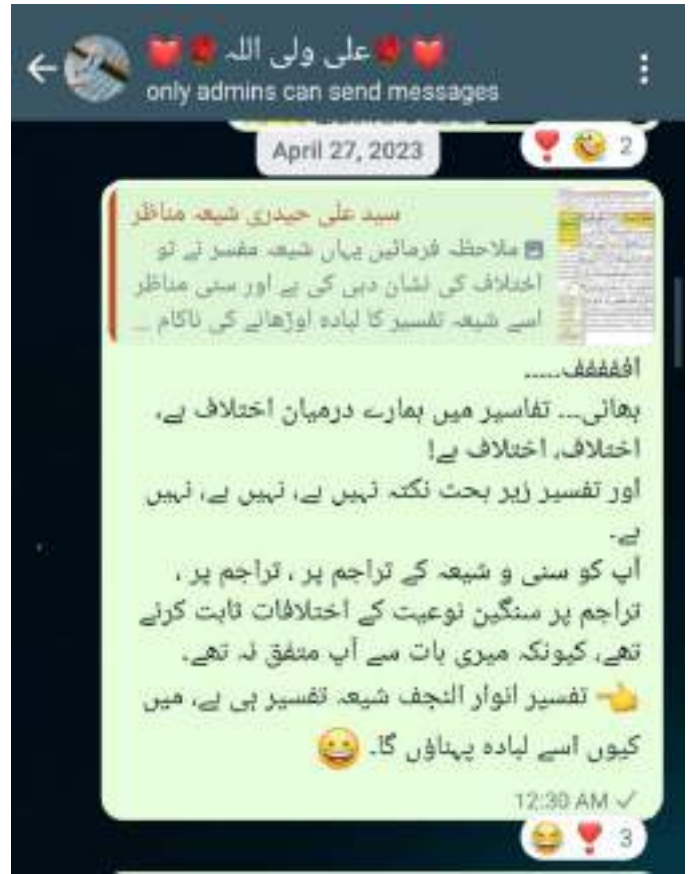 ❤️🌹علی ولی اللہ🌹❤️
only admins can send messages
2
April 27, 2023
سید علی حیدری شیعہ مناظر
ملاحظہ فرمائیں یہاں شیعہ مفسر نے تو
اختلاف کی نشان دہی کی ہے اور سنی مناظر
اسے شیعہ تفسیر کا لبادہ اوڑھانے کی ناکام ...
افففففف.....
بھائی... تفاسیر میں ہمارے درمیان اختلاف ہے،
اختلاف، اختلاف ہے!
اور تفسیر زیر بحث نکتہ نہیں ہے، نہیں ہے، نہیں
ہے۔
آپ کو سنی و شیعہ کے تراجم پر ، تراجم پر ،
تراجم پر سنگین نوعیت کے اختلافات ثابت کرنے
تھے، کیونکہ میری بات سے آپ متفق نہ تھے۔
👈 تفسیر انوار النجف شیعہ تفسیر ہی ہے، میں
کیوں اسے لبادہ پہناؤں گا۔ 😀
12:30 AM ✓
3